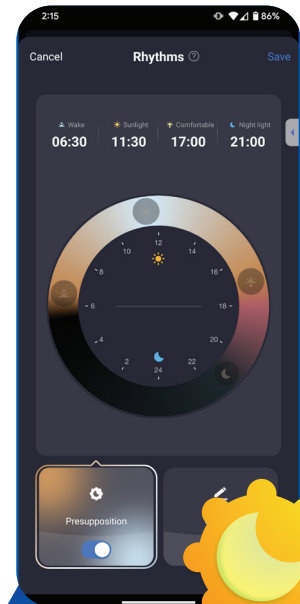 2:15 86%
Cancel Rhythms ? Save
Wake Sunlight Comfortable Night light
06:30 11:30 17:00 21:00
12
10 14
8 16
6 18
4 20
2 22
24
Presupposition